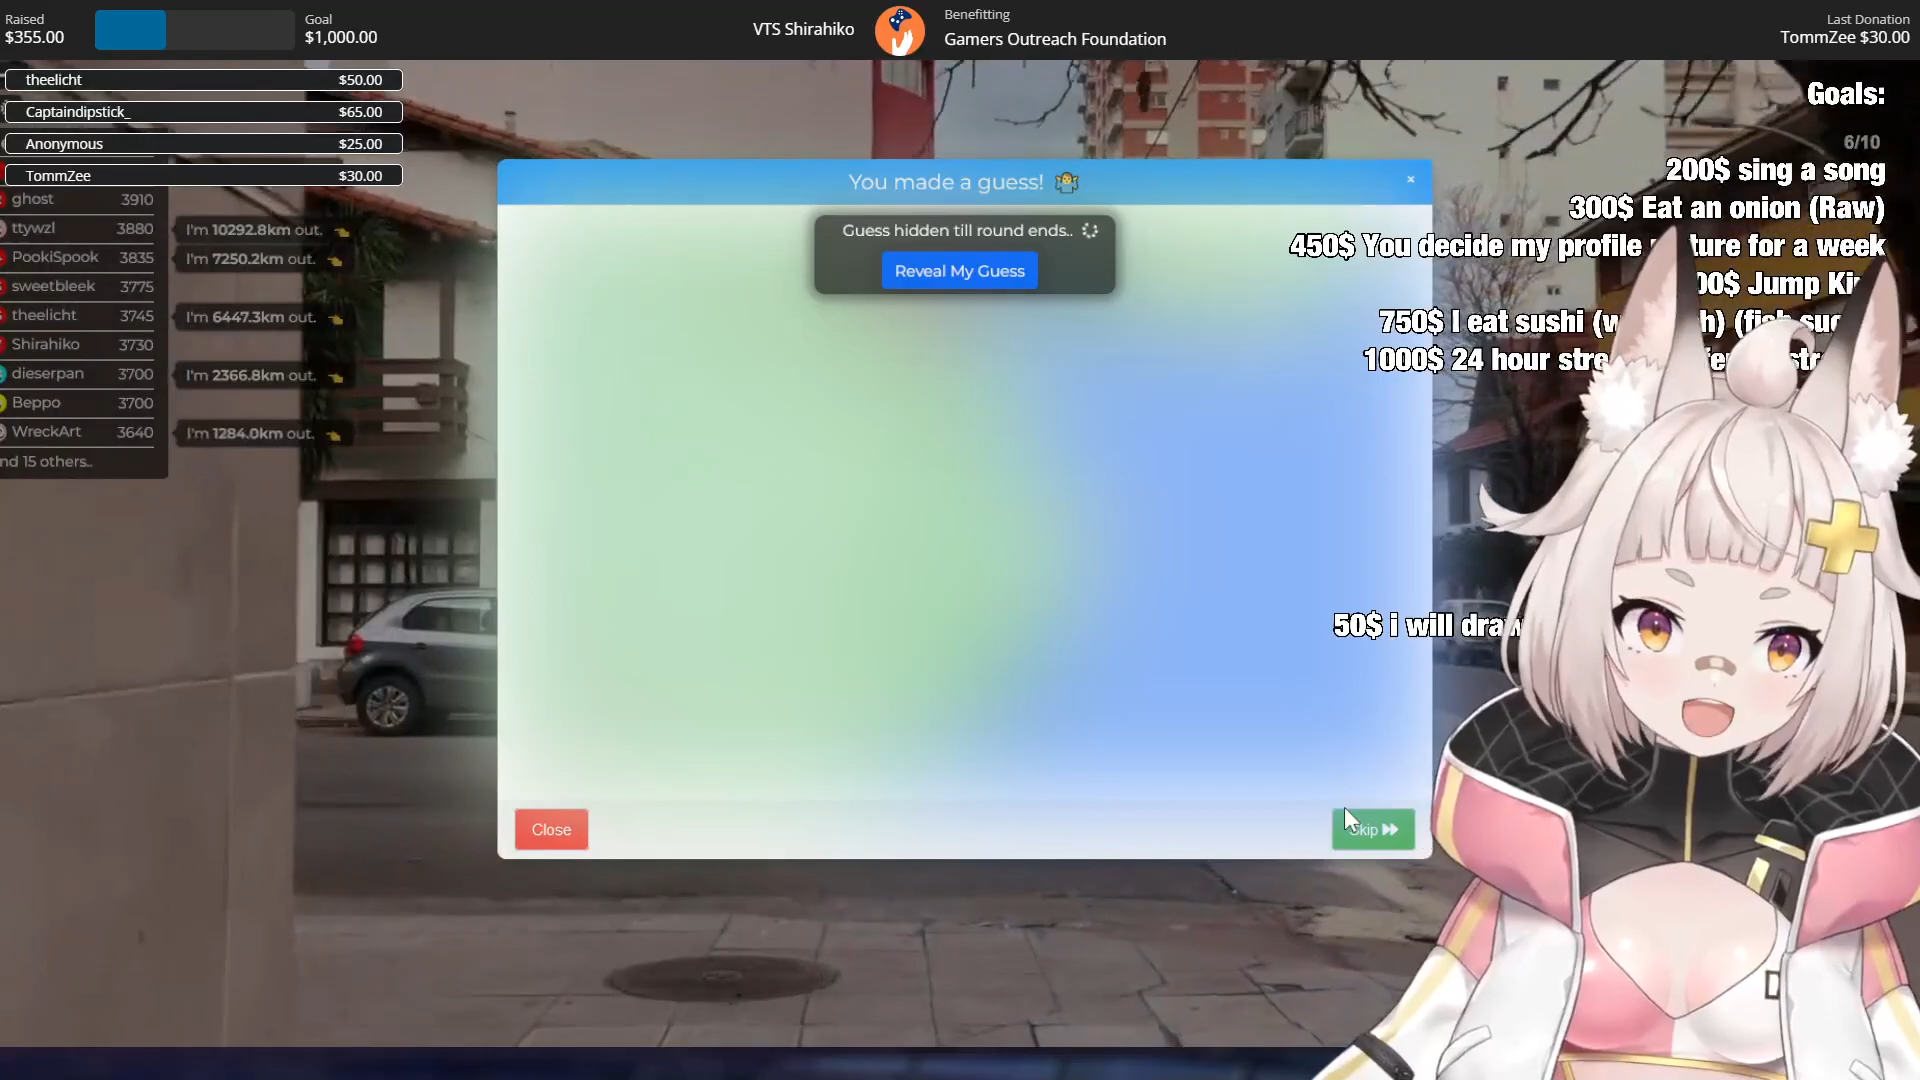 Raised
$355.00
Goal
$1,000.00
VTS Shirahiko
Benefitting
Gamers Outreach Foundation
Last Donation
TommZee $30.00
theelicht $50.00
Captaindipstick_ $65.00
Anonymous $25.00
TommZee $30.00
ghost 3910
ttywzl 3880
I'm 10292.8km out.
PookiSpook 3835
I'm 7250.2km out.
sweetbleek 3775
theelicht 3745
I'm 6447.3km out.
Shirahiko 3730
dieserpan 3700
I'm 2366.8km out.
Beppo 3700
WreckArt 3640
I'm 1284.0km out.
15 others..
You made a guess!
×
Guess hidden till round ends..
Reveal My Guess
Close
Goals:
6/10
200$ sing a song
300$ Eat an onion (Raw)
450$ You decide my profile for a week
Jump
750$ I eat sushi
1000$ 24 hour
50$ i will draw